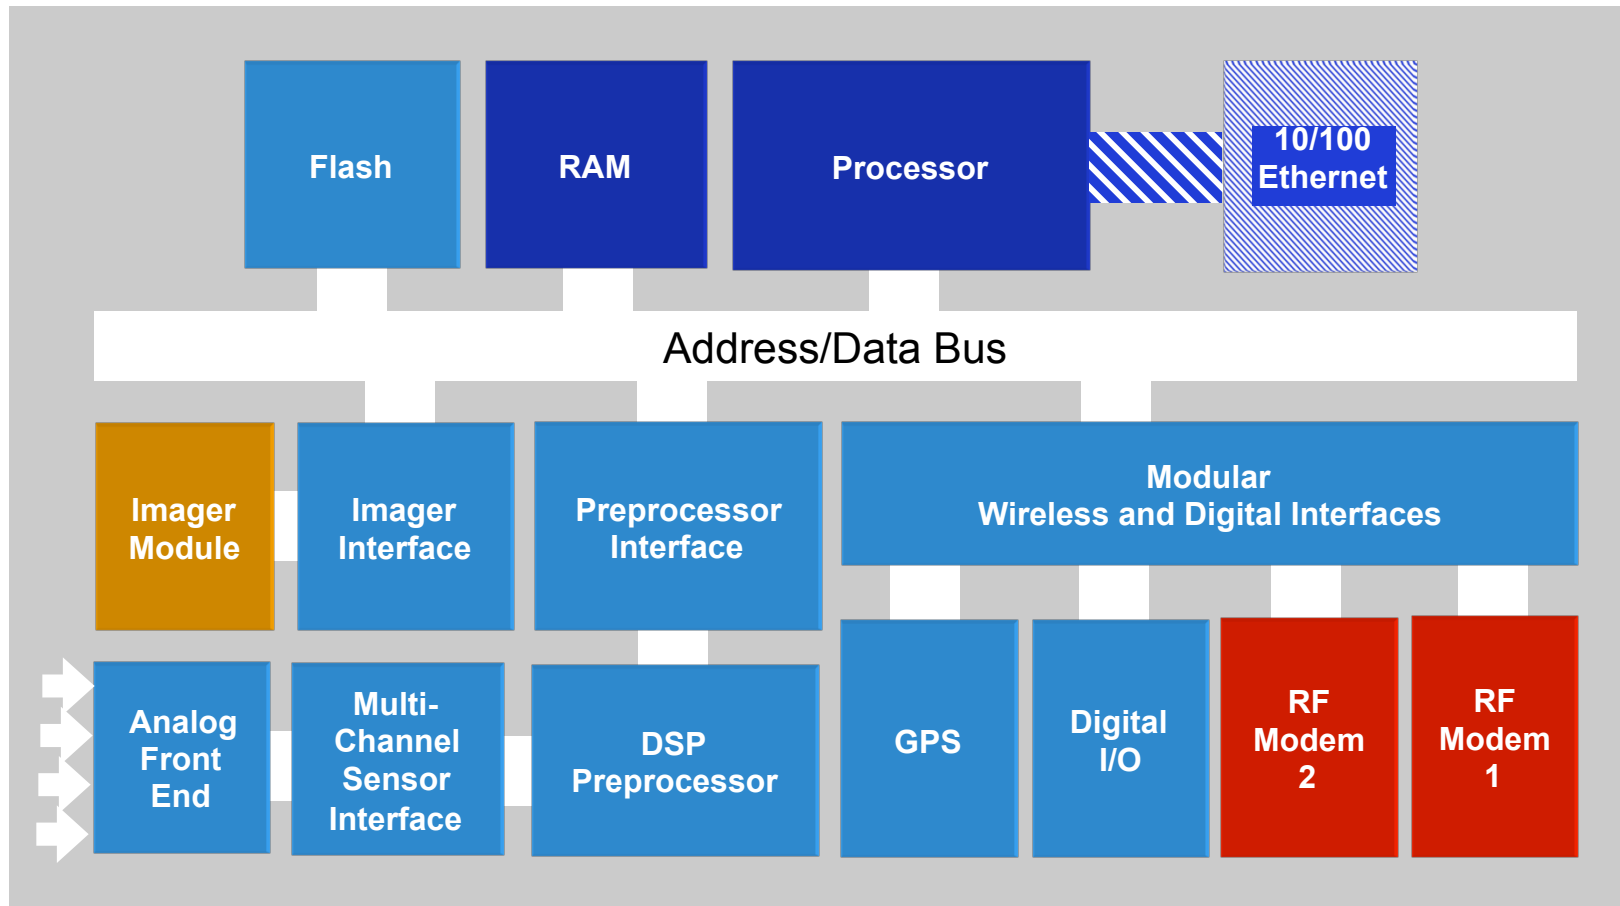 Flash
RAM
Processor
10/100
Ethernet
Address/Data Bus
Imager
Module
Imager
Interface
Preprocessor
Interface
Modular
Wireless and Digital Interfaces
Analog
Front
End
Multi-
Channel
Sensor
Interface
DSP
Preprocessor
GPS
Digital
I/O
RF
Modem
2
RF
Modem
1